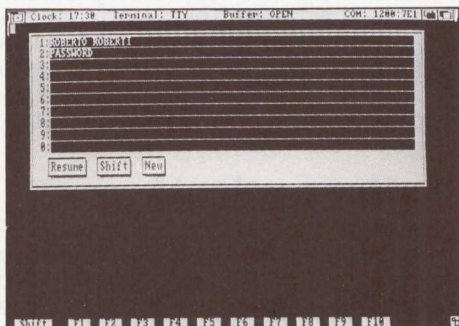 Clock: 17:30 Terminal: TTY Buffer: OPEN COM: 1200:7E1
1: ROBERTO ROBERTI
2: PASSWORD
3:
4:
5:
6:
7:
8:
9:
0:
Resume Shift New
Shift F1 F2 F3 F4 F5 F6 F7 F8 F9 F10